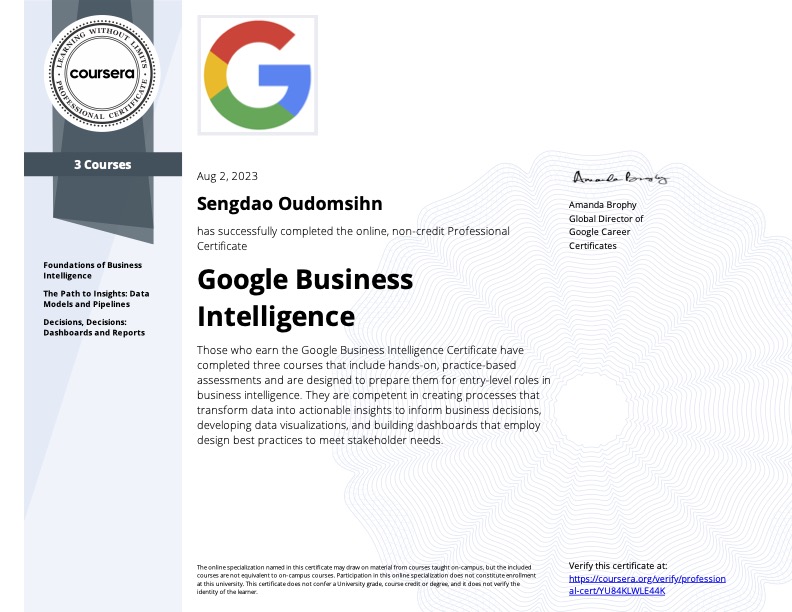 LEARNING WITHOUT LIMITS
coursera
PROFESSIONAL CERTIFICATE
3 Courses
Foundations of Business
Intelligence
The Path to Insights: Data
Models and Pipelines
Decisions, Decisions:
Dashboards and Reports
Aug 2, 2023
Sengdao Oudomsihn
has successfully completed the online, non-credit Professional
Certificate
Google Business
Intelligence
Those who earn the Google Business Intelligence Certificate have
completed three courses that include hands-on, practice-based
assessments and are designed to prepare them for entry-level roles in
business intelligence. They are competent in creating processes that
transform data into actionable insights to inform business decisions,
developing data visualizations, and building dashboards that employ
design best practices to meet stakeholder needs.
Amanda Brophy
Amanda Brophy
Global Director of
Google Career
Certificates
The online specialization named in this certificate may draw on material from courses taught on-campus, but the included
courses are not equivalent to on-campus courses. Participation in this online specialization does not constitute enrollment
at this university. This certificate does not confer a University grade, course credit or degree, and it does not verify the
identity of the learner.
Verify this certificate at:
https://coursera.org/verify/profession
al-cert/YU84KLWLE44K